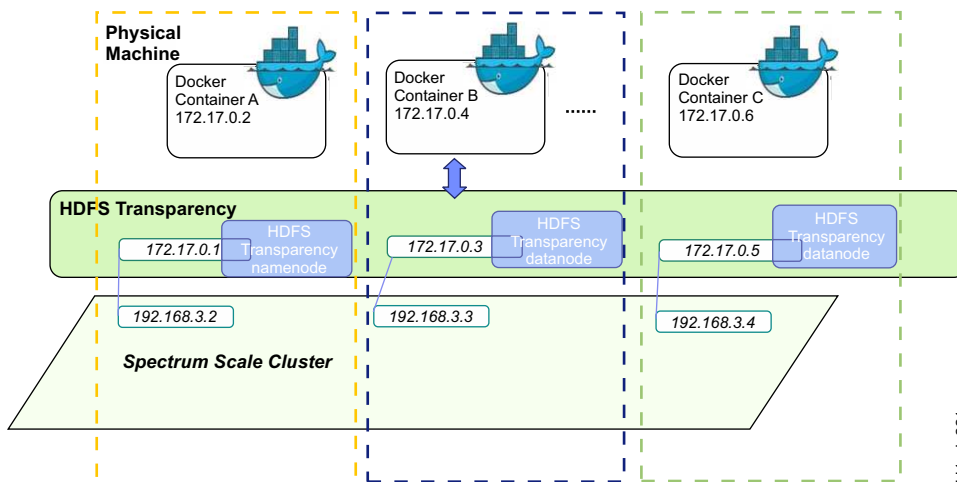 Physical
Machine
Docker
Container A
172.17.0.2
Docker
Container B
172.17.0.4
......
Docker
Container C
172.17.0.6
HDFS Transparency
172.17.0.1
HDFS
Transparency
namenode
172.17.0.3
HDFS
Transparency
datanode
172.17.0.5
HDFS
Transparency
datanode
192.168.3.2
192.168.3.3
192.168.3.4
Spectrum Scale Cluster